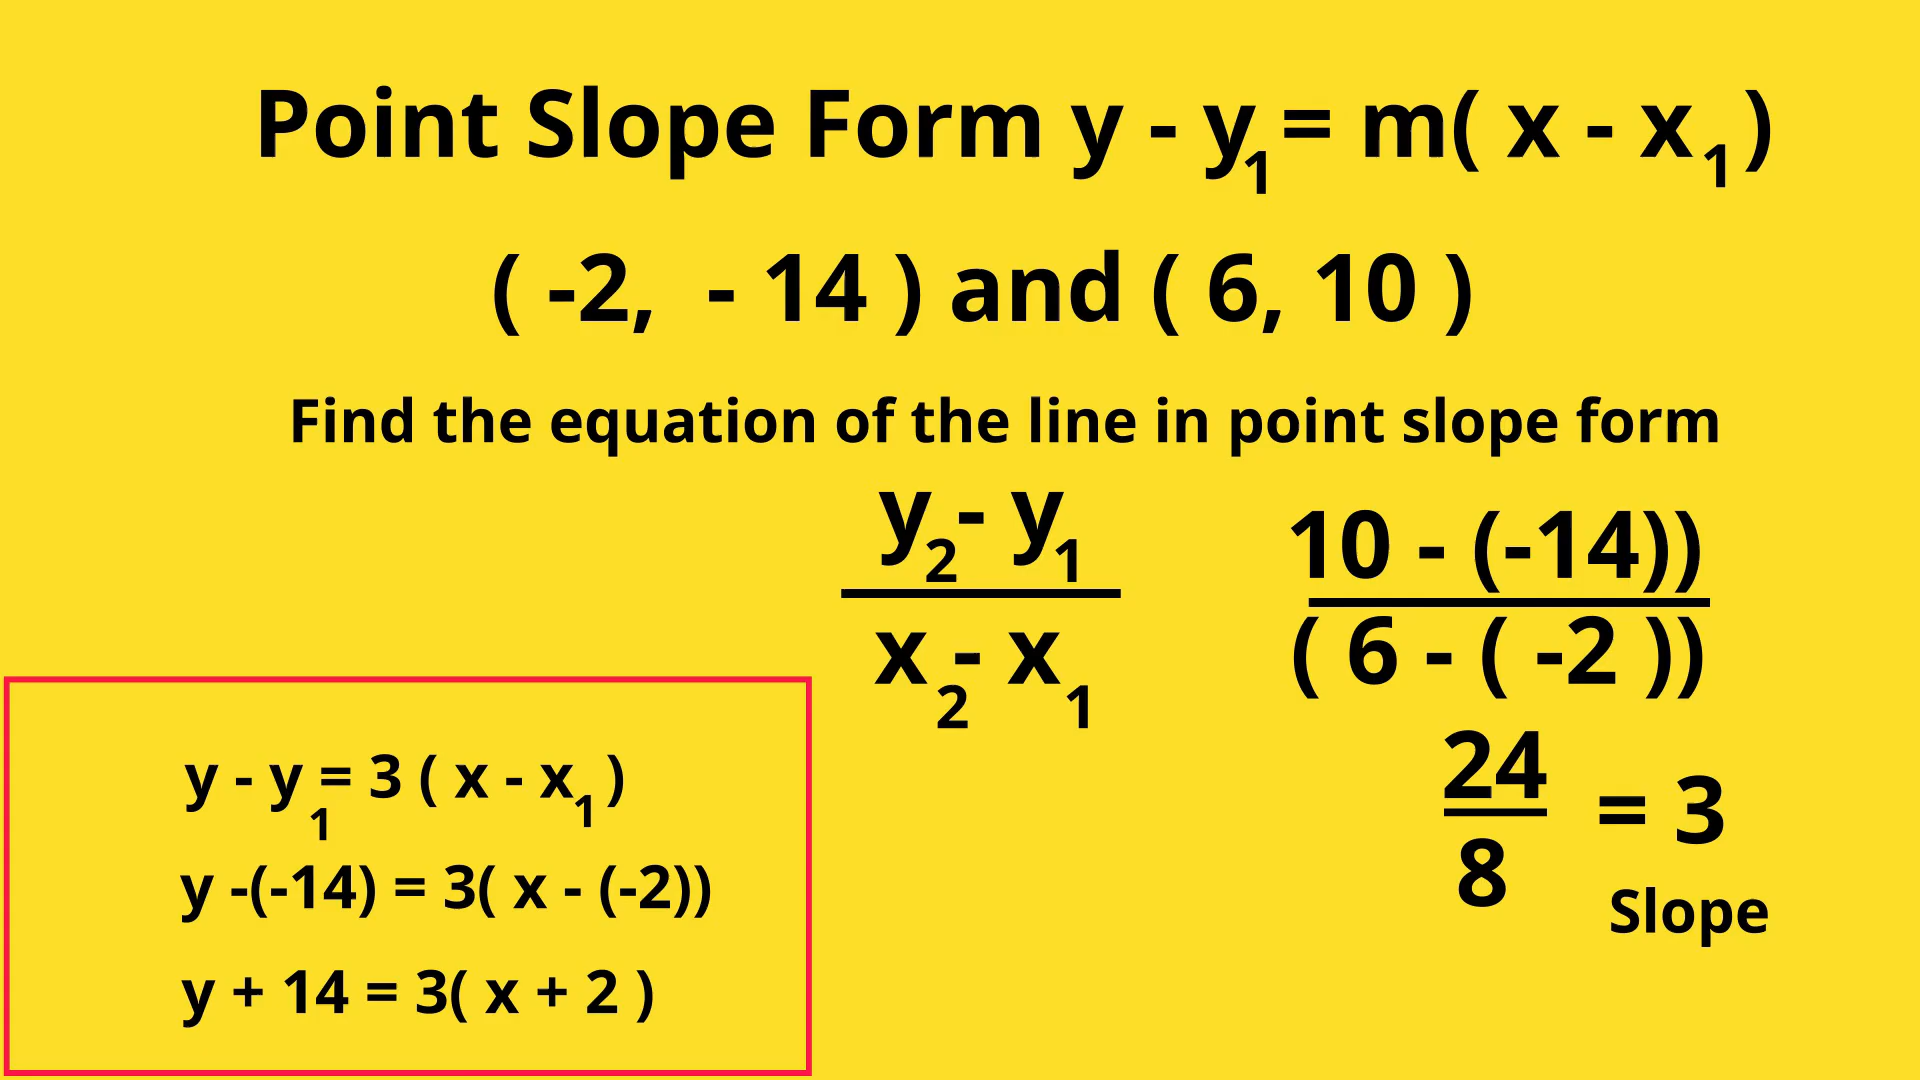 Point Slope Form y - y₁ = m( x - x₁ )
( -2,  - 14 ) and ( 6, 10 )
Find the equation of the line in point slope form
y₂ - y₁
x₂ - x₁
10 - (-14))
( 6 - ( -2 ))
24
8
= 3
Slope
y - y₁ = 3 ( x - x₁ )
y -(-14) = 3( x - (-2))
y + 14 = 3( x + 2 )